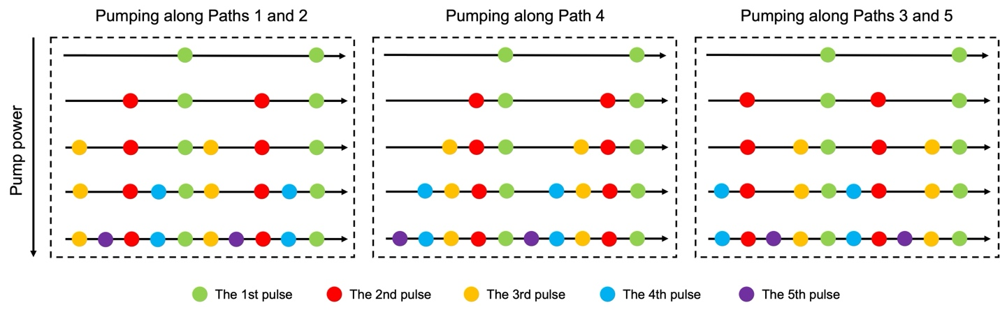 Pumping along Paths 1 and 2
Pumping along Path 4
Pumping along Paths 3 and 5
Pump power
The 1st pulse
The 2nd pulse
The 3rd pulse
The 4th pulse
The 5th pulse